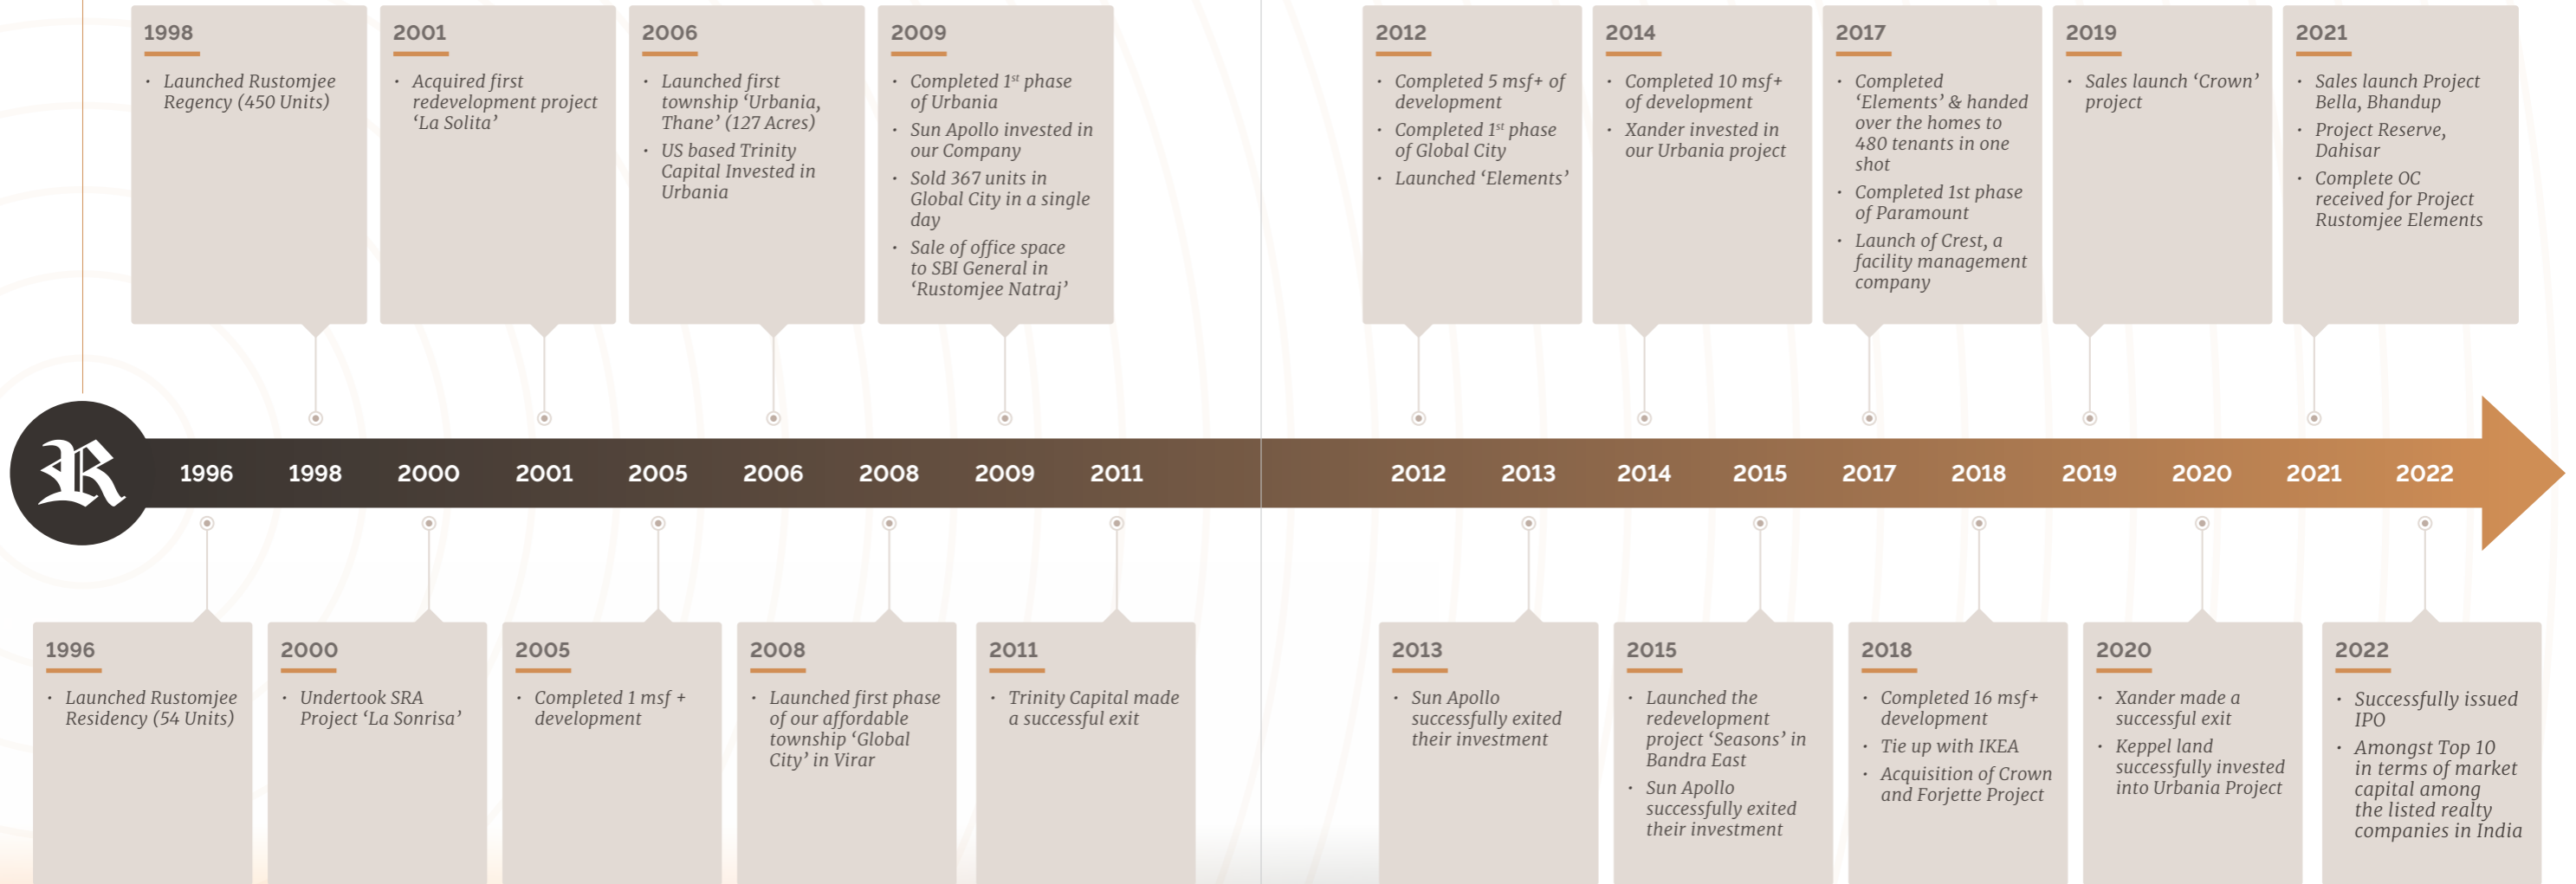 1998
• Launched Rustomjee
Regency (450 Units)
2001
• Acquired first
redevelopment project
‘La Solita’
2006
• Launched first
township ‘Urbania,
Thane’ (127 Acres)
• US based Trinity
Capital Invested in
Urbania
2009
• Completed 1st phase
of Urbania
• Sun Apollo invested in
our Company
• Sold 367 units in
Global City in a single
day
• Sale of office space
to SBI General in
‘Rustomjee Natraj’
2012
• Completed 5 msf+ of
development
• Completed 1st phase
of Global City
• Launched ‘Elements’
2014
• Completed 10 msf+
of development
• Xander invested in
our Urbania project
2017
• Completed
‘Elements’ & handed
over the homes to
480 tenants in one
shot
• Completed 1st phase
of Paramount
• Launch of Crest, a
facility management
company
2019
• Sales launch ‘Crown’
project
2021
• Sales launch Project
Bella, Bhandup
• Project Reserve,
Dahisar
• Complete OC
received for Project
Rustomjee Elements
R 1996 1998 2000 2001 2005 2006 2008 2009 2011 2012 2013 2014 2015 2017 2018 2019 2020 2021 2022
1996
• Launched Rustomjee
Residency (54 Units)
2000
• Undertook SRA
Project ‘La Sonrisa’
2005
• Completed 1 msf +
development
2008
• Launched first phase
of our affordable
township ‘Global
City’ in Virar
2011
• Trinity Capital made
a successful exit
2013
• Sun Apollo
successfully exited
their investment
2015
• Launched the
redevelopment
project ‘Seasons’ in
Bandra East
• Sun Apollo
successfully exited
their investment
2018
• Completed 16 msf+
development
• Tie up with IKEA
• Acquisition of Crown
and Forjette Project
2020
• Xander made a
successful exit
• Keppel land
successfully invested
into Urbania Project
2022
• Successfully issued
IPO
• Amongst Top 10
in terms of market
capital among
the listed realty
companies in India